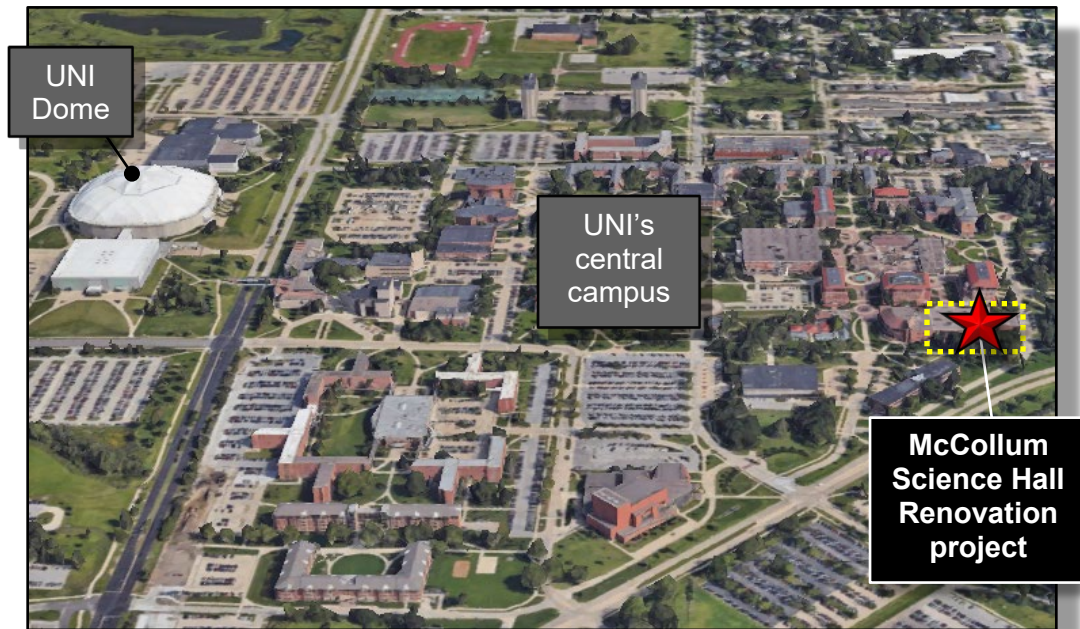 UNI
Dome
UNI's
central
campus
McCollum
Science Hall
Renovation
project